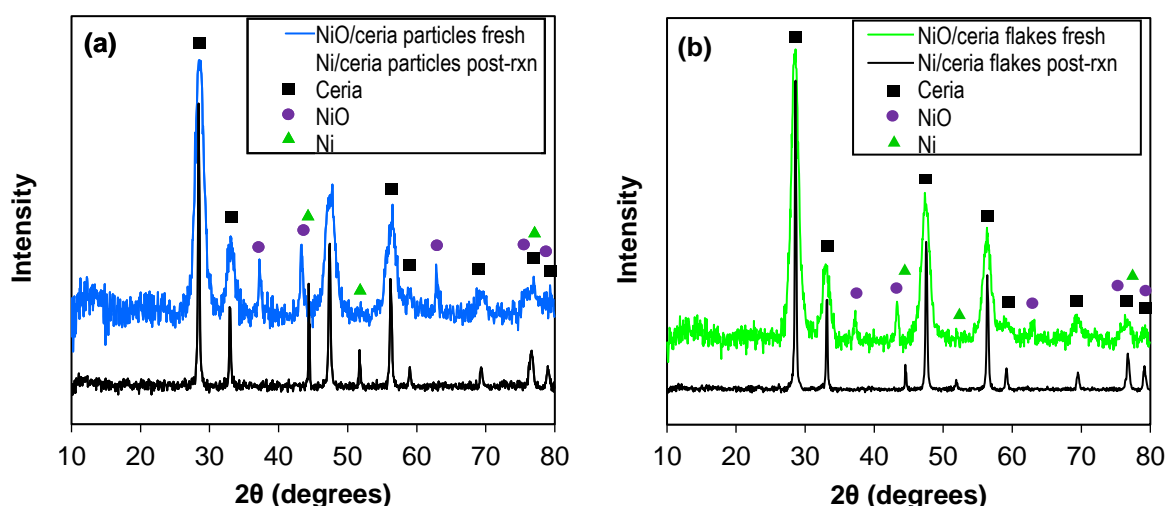 (a)
NiO/ceria particles fresh
Ni/ceria particles post-rxn
Ceria
NiO
Ni
Intensity
10 20 30 40 50 60 70 80
2θ (degrees)
(b)
NiO/ceria flakes fresh
Ni/ceria flakes post-rxn
Ceria
NiO
Ni
Intensity
10 20 30 40 50 60 70 80
2θ (degrees)